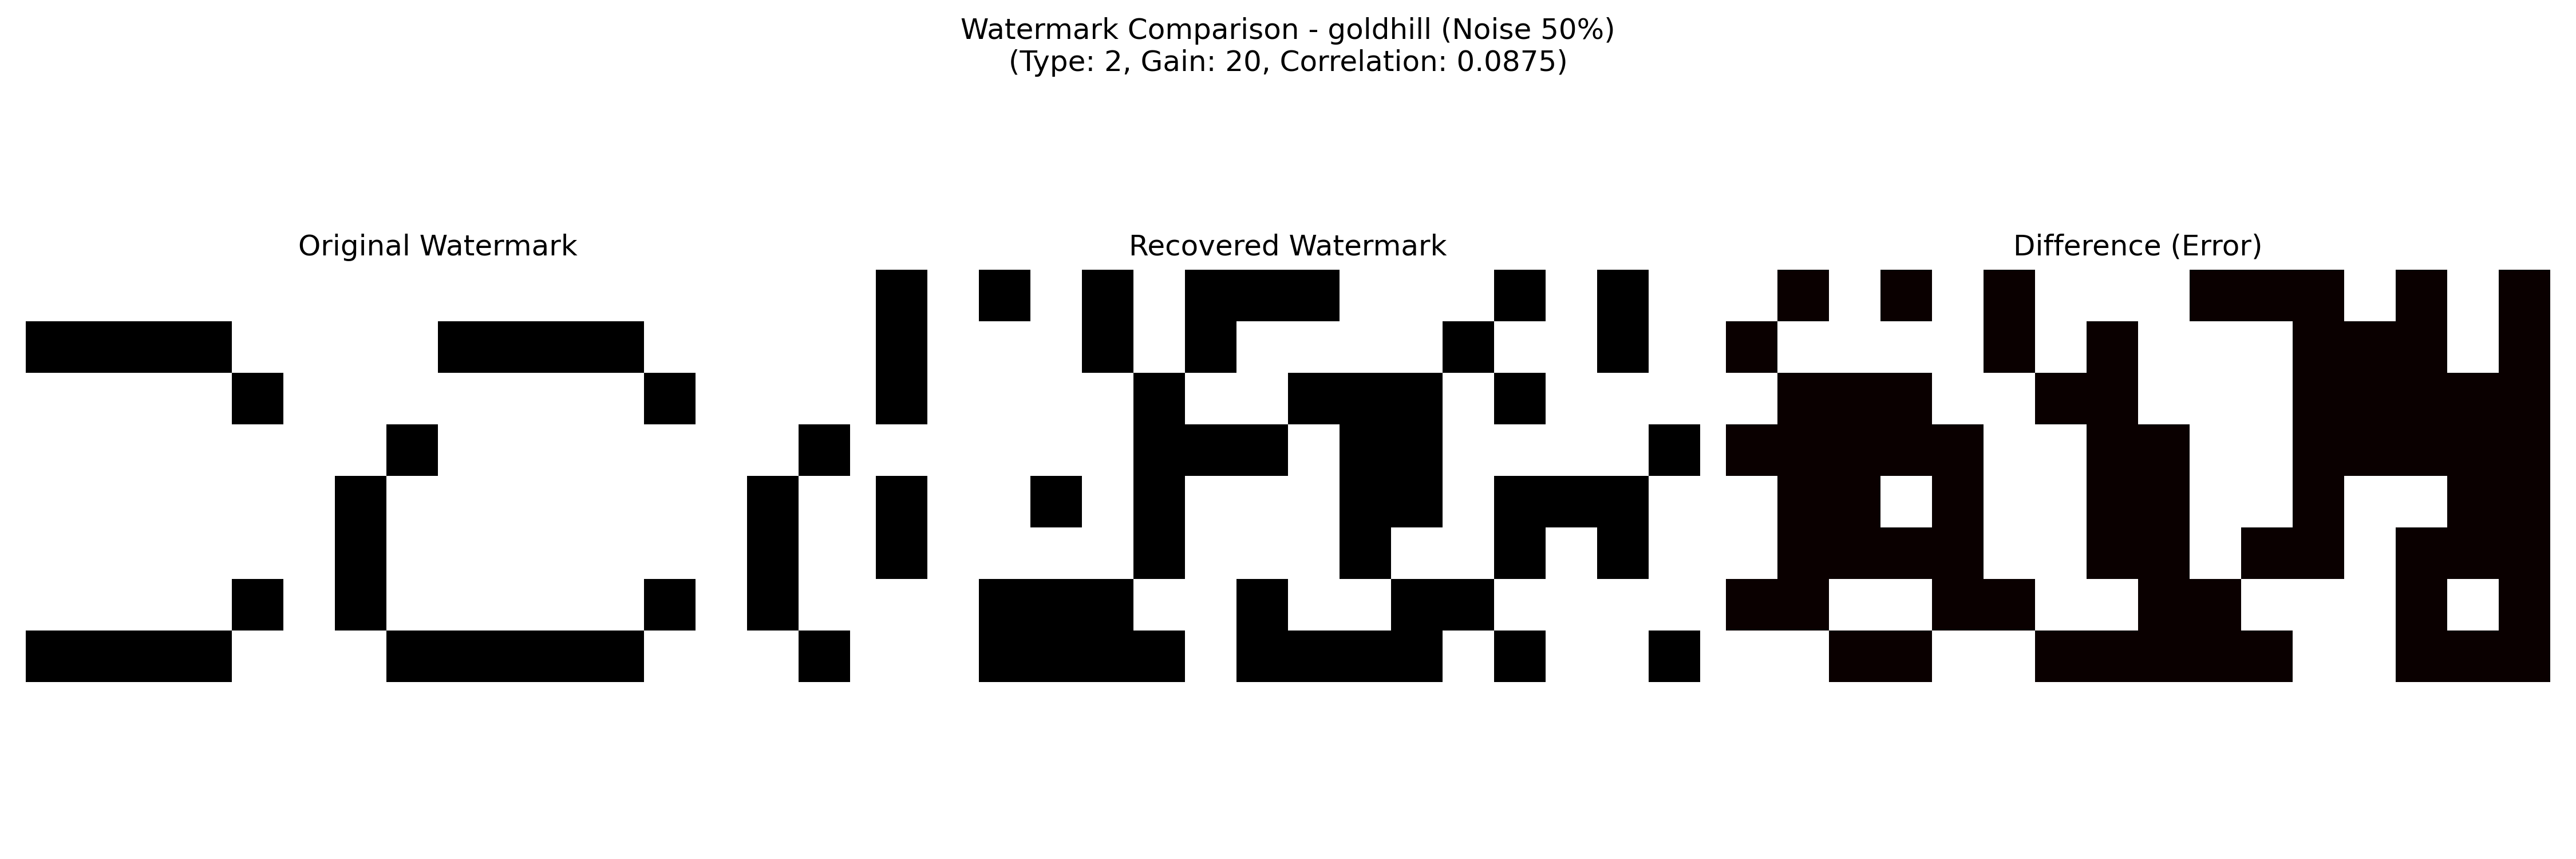 Watermark Comparison - goldhill (Noise 50%)
(Type: 2, Gain: 20, Correlation: 0.0875)
Original Watermark
Recovered Watermark
Difference (Error)